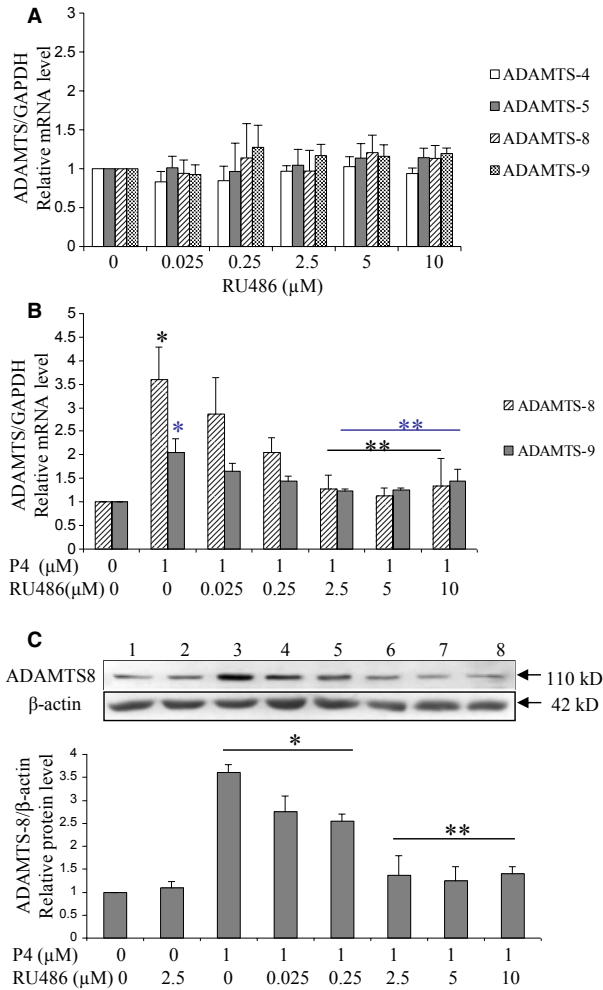 A
ADAMTS/GAPDH
Relative mRNA level
3
2.5
2
1.5
1
0.5
0
0 0.025 0.25 2.5 5 10
RU486 (µM)
ADAMTS-4
ADAMTS-5
ADAMTS-8
ADAMTS-9
B
ADAMTS/GAPDH
Relative mRNA level
5
4.5
4
3.5
3
2.5
2
1.5
1
0.5
0
*
*
**
**
ADAMTS-8
ADAMTS-9
P4 (µM) 0 1 1 1 1 1 1
RU486(µM) 0 0 0.025 0.25 2.5 5 10
C
1 2 3 4 5 6 7 8
ADAMTS8 110 kD
β-actin 42 kD
ADAMTS-8/β-actin
Relative protein level
4
3.5
3
2.5
2
1.5
1
0.5
0
*
**
P4 (µM) 0 0 1 1 1 1 1 1
RU486 (µM) 0 2.5 0 0.025 0.25 2.5 5 10